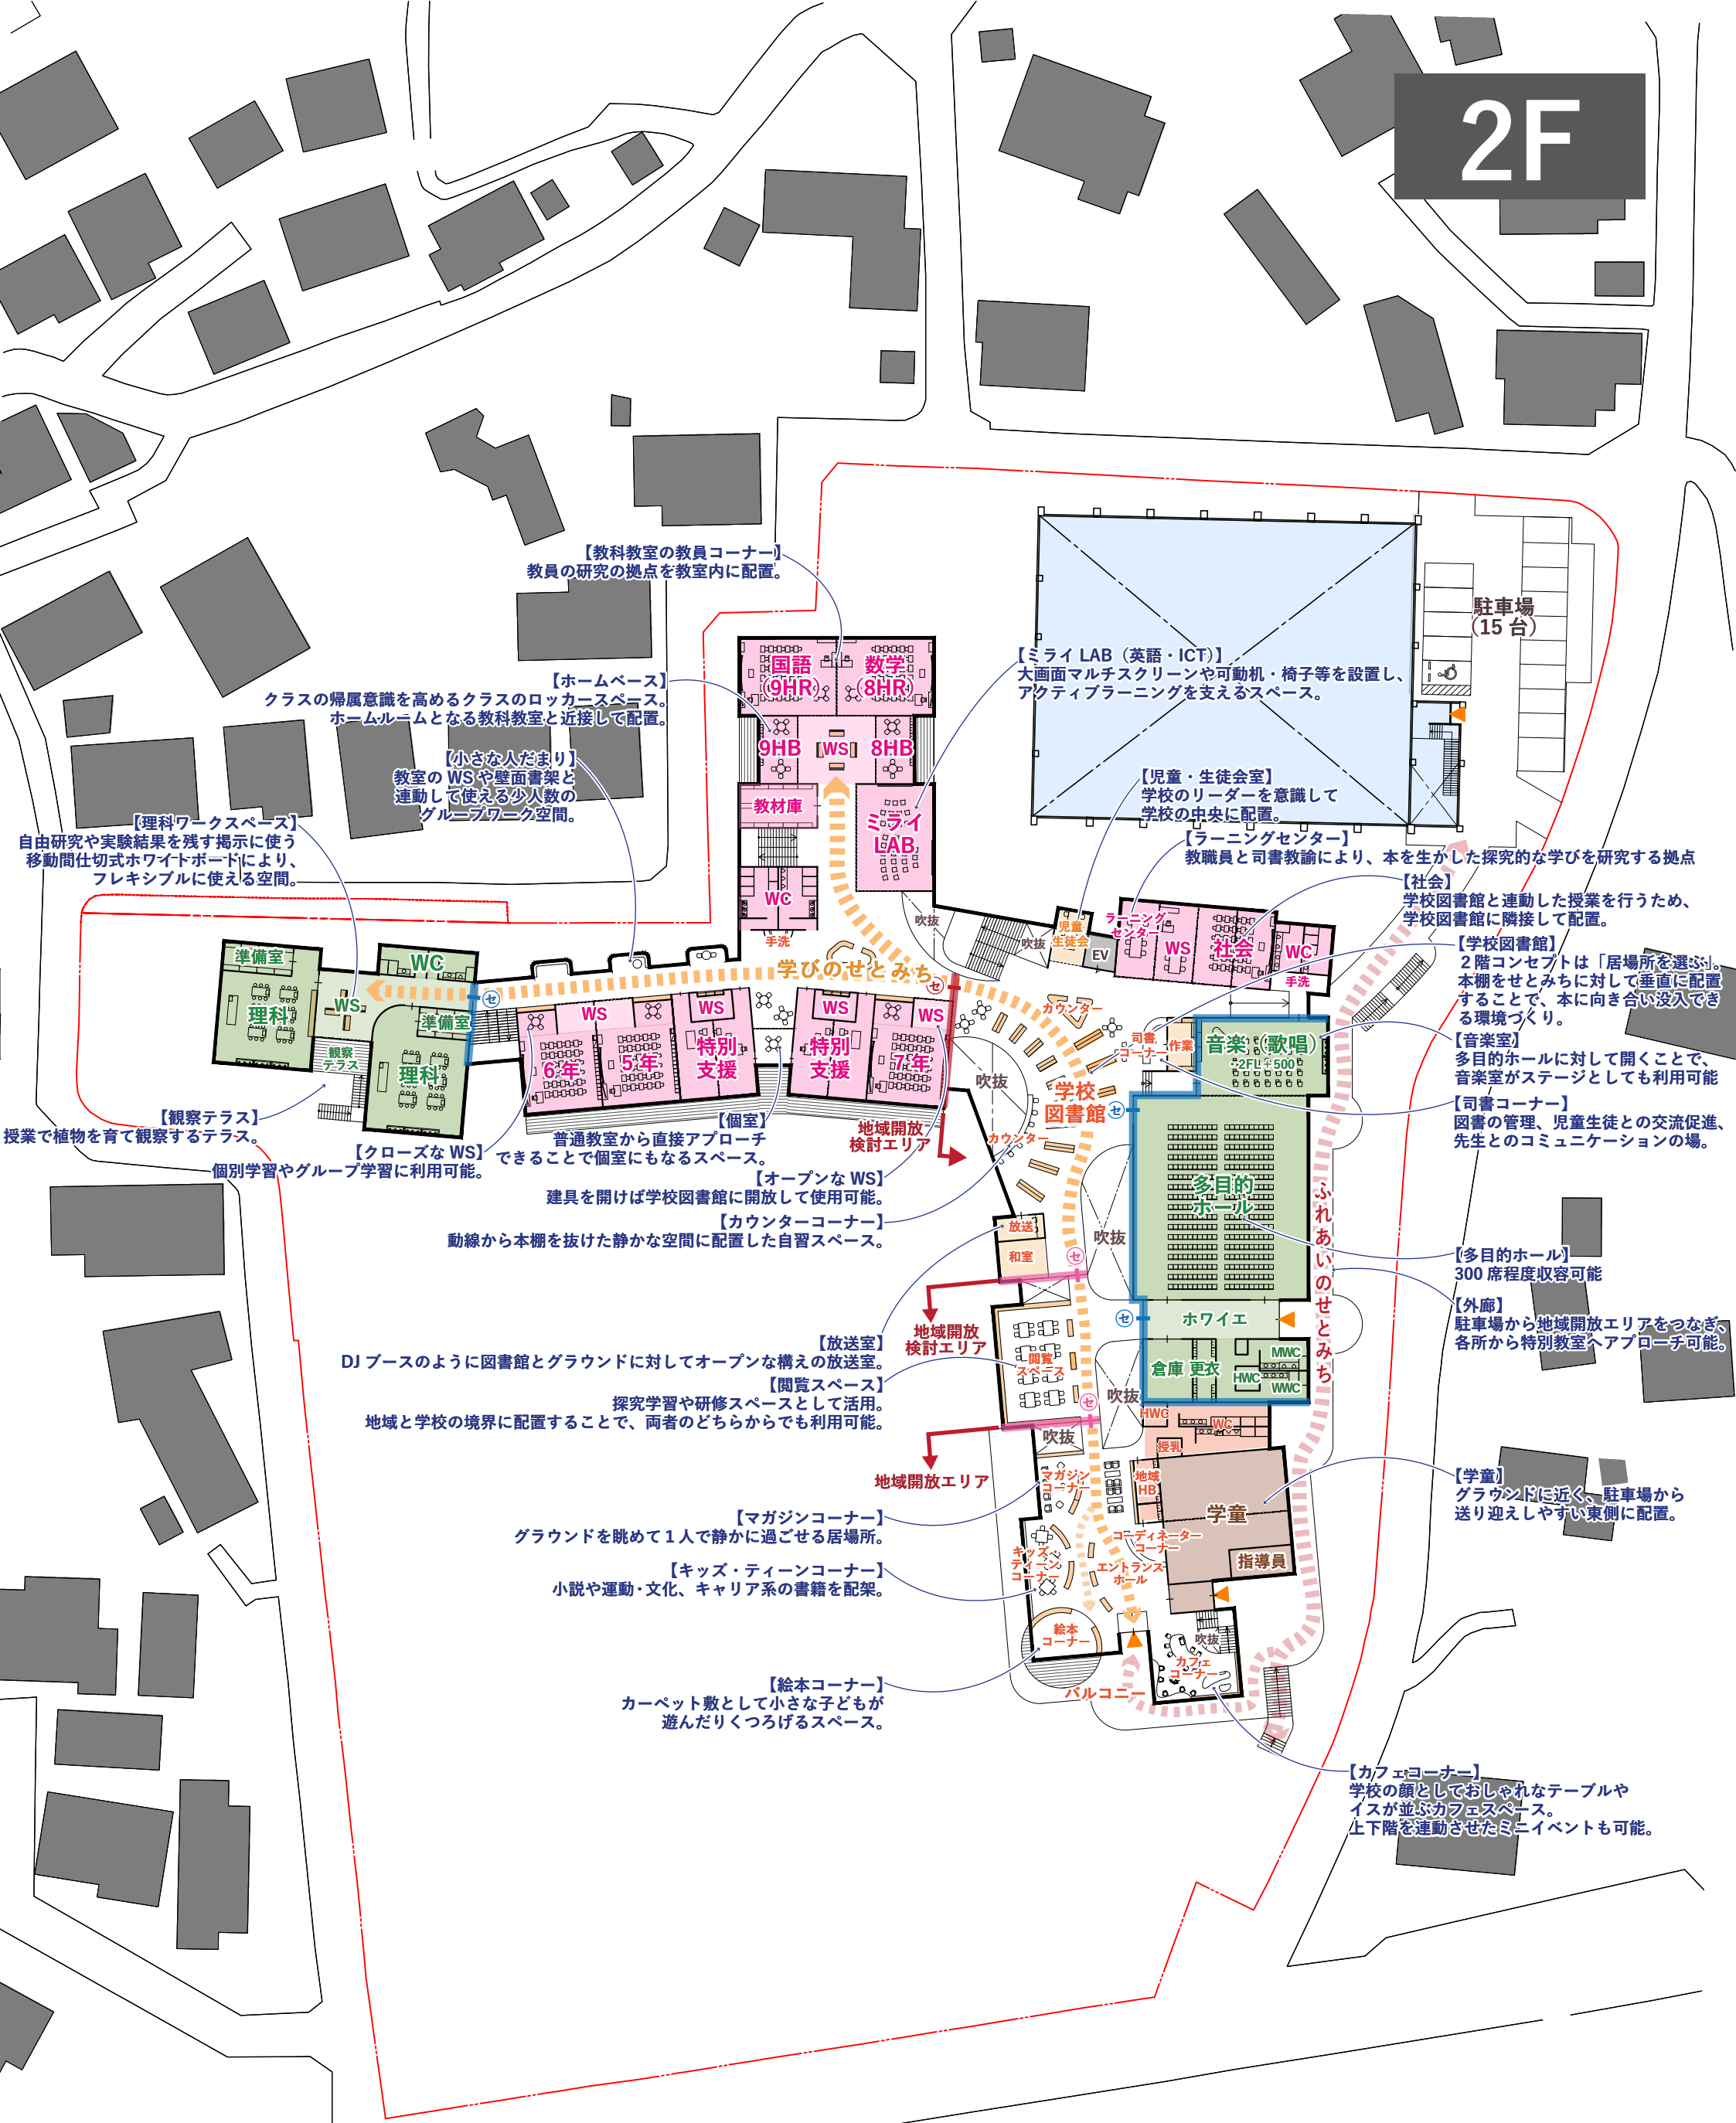 2F
駐車場
（15 台）
【教科教室の教員コーナー】
教員の研究の拠点を教室内に配置。
国語
（9HR）
数学
（8HR）
【ミライ LAB（英語・ICT）】
大画面マルチスクリーンや可動机・椅子等を設置し、
アクティブラーニングを支えるスペース。
【ホームベース】
クラスの帰属意識を高めるクラスのロッカースペース。
ホームルームとなる教科教室と近接して配置。
9HB
WS
8HB
【小さな人だまり】
教室の WS や壁面書架と
連動して使える少人数の
グループワーク空間。
教材庫
ミライ
LAB
【児童・生徒会室】
学校のリーダーを意識して
学校の中央に配置。
【ラーニングセンター】
教職員と司書教諭により、本を生かした探究的な学びを研究する拠点
【理科ワークスペース】
自由研究や実験結果を残す掲示に使う
移動間仕切式ホワイトボードにより、
フレキシブルに使える空間。
【社会】
学校図書館と連動した授業を行うため、
学校図書館に隣接して配置。
WC
手洗
吹抜
吹抜
児童
生徒会
EV
ラーニング
センター
WS
社会
WC
手洗
【学校図書館】
２階コンセプトは「居場所を選ぶ」。
本棚をせとみちに対して垂直に配置
することで、本に向き合い没入でき
る環境づくり。
準備室
WC
学びのせとみち
セ
セ
理科
WS
準備室
観察
テラス
理科
WS
6年
5年
WS
特別
支援
WS
特別
支援
WS
7年
カウンター
司書
コーナー
作業
音楽（歌唱）
2FL＋500
【音楽室】
多目的ホールに対して開くことで、
音楽室がステージとしても利用可能
吹抜
学校
図書館
セ
カウンター
【司書コーナー】
図書の管理、児童生徒との交流促進、
先生とのコミュニケーションの場。
【観察テラス】
授業で植物を育て観察するテラス。
【クローズな WS】
個別学習やグループ学習に利用可能。
【個室】
普通教室から直接アプローチ
できることで個室にもなるスペース。
地域開放
検討エリア
【オープンな WS】
建具を開けば学校図書館に開放して使用可能。
【カウンターコーナー】
動線から本棚を抜けた静かな空間に配置した自習スペース。
多目的
ホール
ふれあいのせとみち
放送
和室
吹抜
セ
【多目的ホール】
300 席程度収容可能
【外廊】
駐車場から地域開放エリアをつなぎ、
各所から特別教室へアプローチ可能。
セ
ホワイエ
地域開放
検討エリア
【放送室】
DJ ブースのように図書館とグラウンドに対してオープンな構えの放送室。
【閲覧スペース】
探究学習や研修スペースとして活用。
地域と学校の境界に配置することで、両者のどちらからでも利用可能。
閲覧
スペース
倉庫
更衣
MWC
HWC
WWC
吹抜
セ
HWC
WC
吹抜
授乳
地域開放エリア
マガジン
コーナー
地域
HB
学童
【学童】
グラウンドに近く、駐車場から
送り迎えしやすい東側に配置。
【マガジンコーナー】
グラウンドを眺めて１人で静かに過ごせる居場所。
コーディネーター
コーナー
キッズ・
ティーン
コーナー
エントランス
ホール
指導員
【キッズ・ティーンコーナー】
小説や運動・文化、キャリア系の書籍を配架。
絵本
コーナー
吹抜
カフェ
コーナー
バルコニー
【絵本コーナー】
カーペット敷として小さな子どもが
遊んだりくつろげるスペース。
【カフェコーナー】
学校の顔としておしゃれなテーブルや
イスが並ぶカフェスペース。
上下階を連動させたミニイベントも可能。